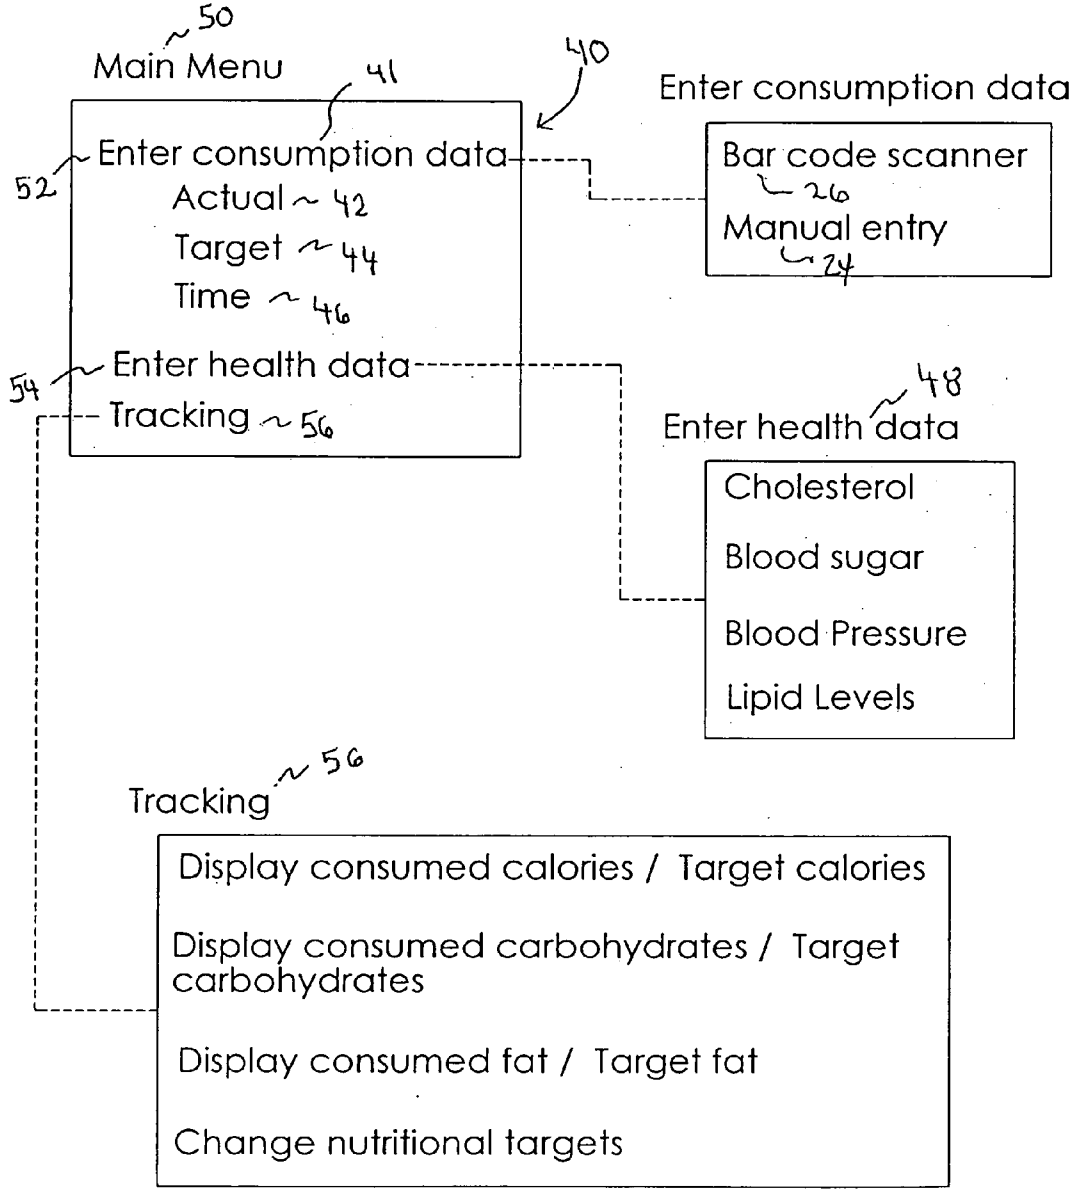 50
Main Menu
41
40
52 Enter consumption data
Actual 42
Target 44
Time 46
54 Enter health data
Tracking 56
Enter consumption data
Bar code scanner
26
Manual entry
24
48
Enter health data
Cholesterol
Blood sugar
Blood Pressure
Lipid Levels
56
Tracking
Display consumed calories / Target calories
Display consumed carbohydrates / Target
carbohydrates
Display consumed fat / Target fat
Change nutritional targets